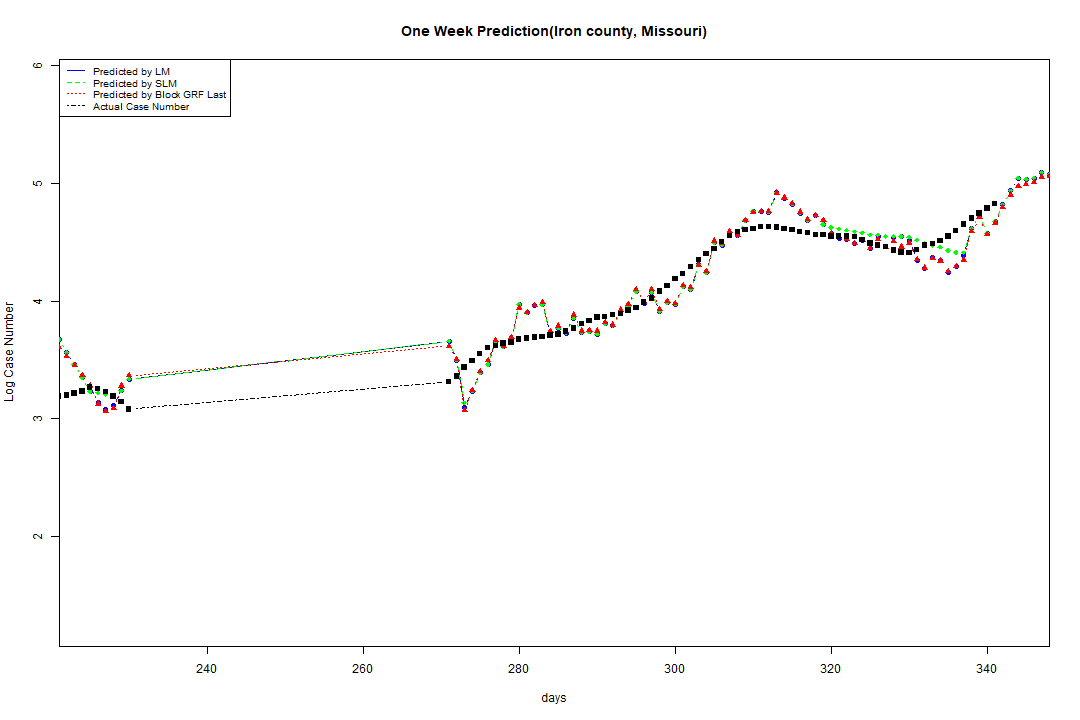 One Week Prediction(Iron county, Missouri)
Predicted by LM
Predicted by SLM
Predicted by Block GRF Last
Actual Case Number
Log Case Number
6
5
4
3
2
240 260 280 300 320 340
days